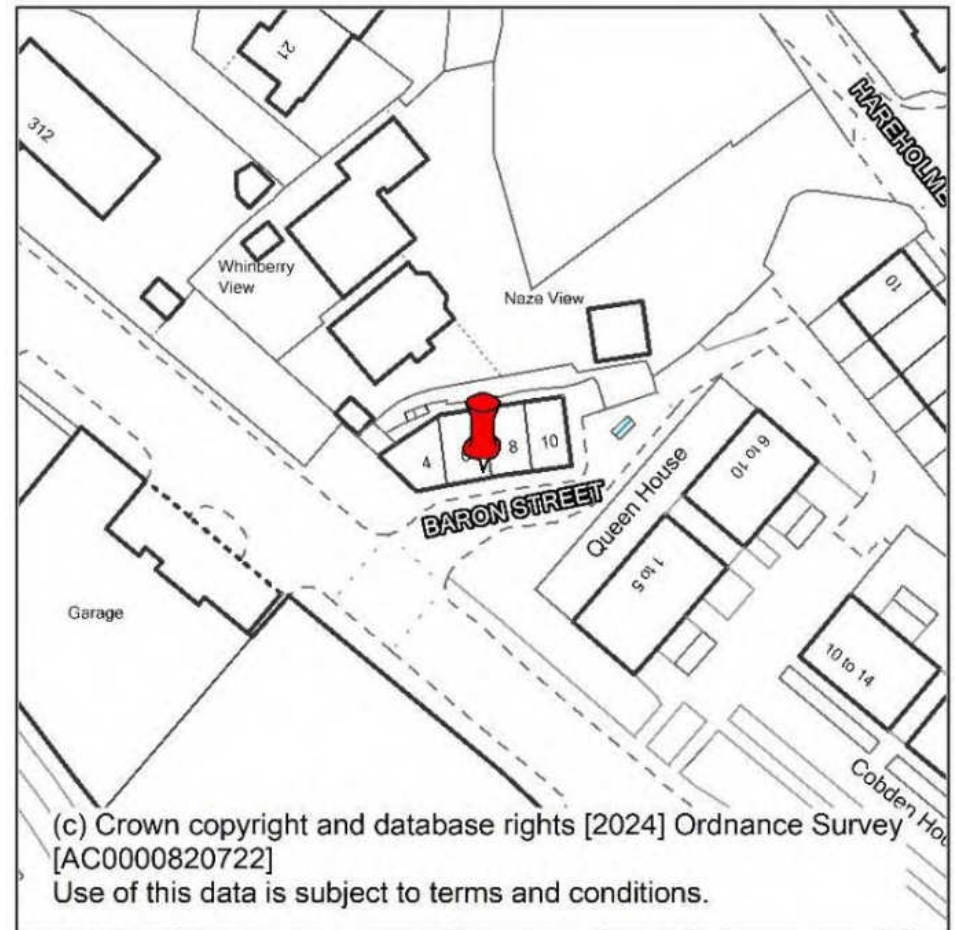 21
312
HAREHOLME
Whinberry
View
Naze View
10
4
8
10
BARON STREET
Queen House
6 to 10
1 to 5
Garage
10 to 14
Cobden Hou
(c) Crown copyright and database rights [2024] Ordnance Survey
[AC0000820722]
Use of this data is subject to terms and conditions.